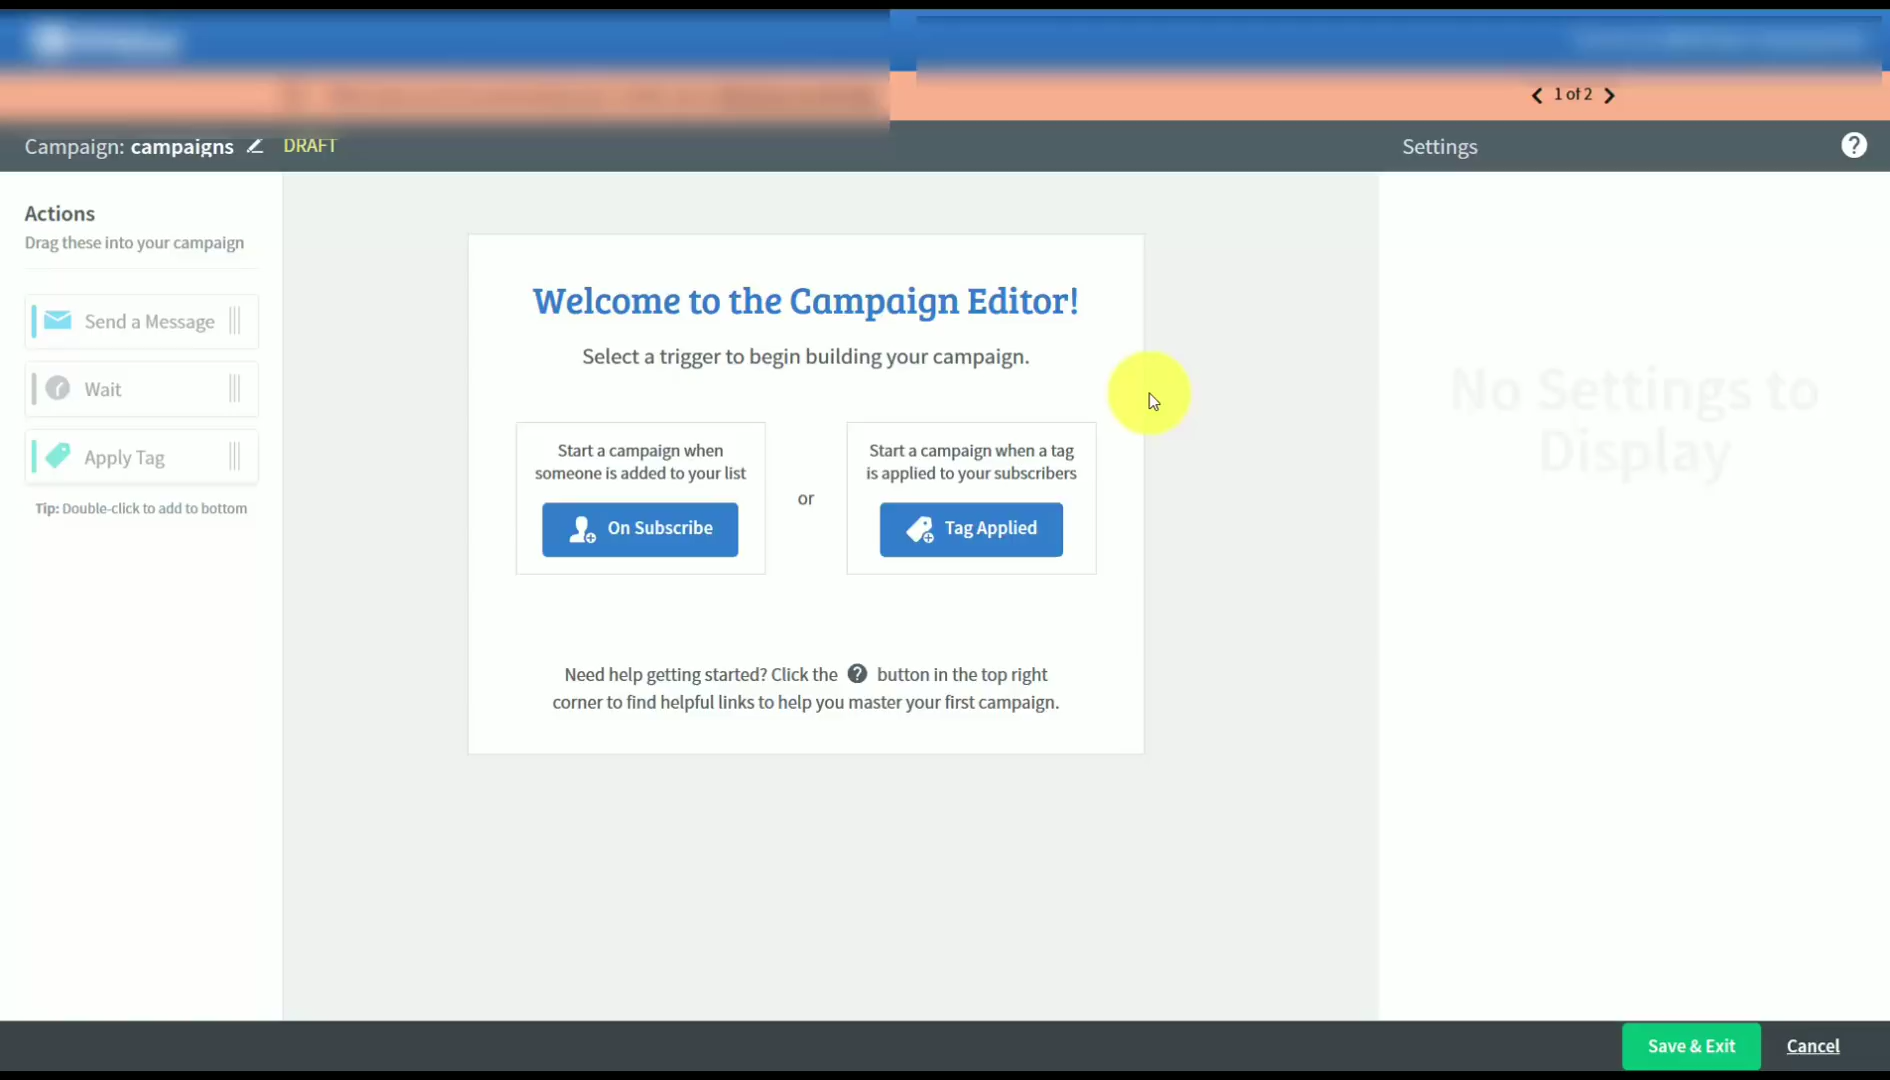 1 of 2
Campaign: campaigns DRAFT
Settings
?
Actions
Drag these into your campaign
Send a Message
Wait
Apply Tag
Tip: Double-click to add to bottom
Welcome to the Campaign Editor!
Select a trigger to begin building your campaign.
Start a campaign when
someone is added to your list
On Subscribe
or
Start a campaign when a tag
is applied to your subscribers
Tag Applied
Need help getting started? Click the ? button in the top right
corner to find helpful links to help you master your first campaign.
No Settings to
Display
Save & Exit
Cancel